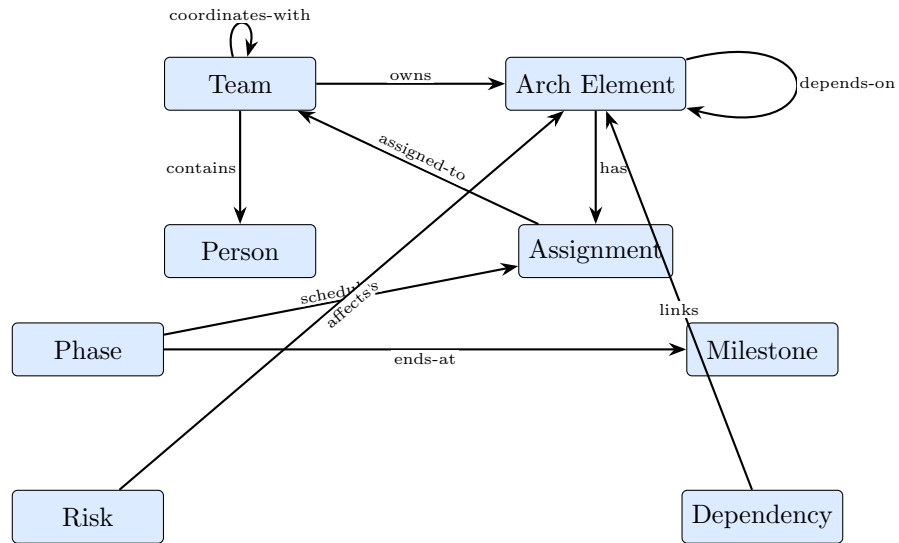 coordinates-with
Team
owns
Arch Element
depends-on
assigned-to
contains
has
Person
Assignment
affects
links
Phase
ends-at
Milestone
Risk
Dependency